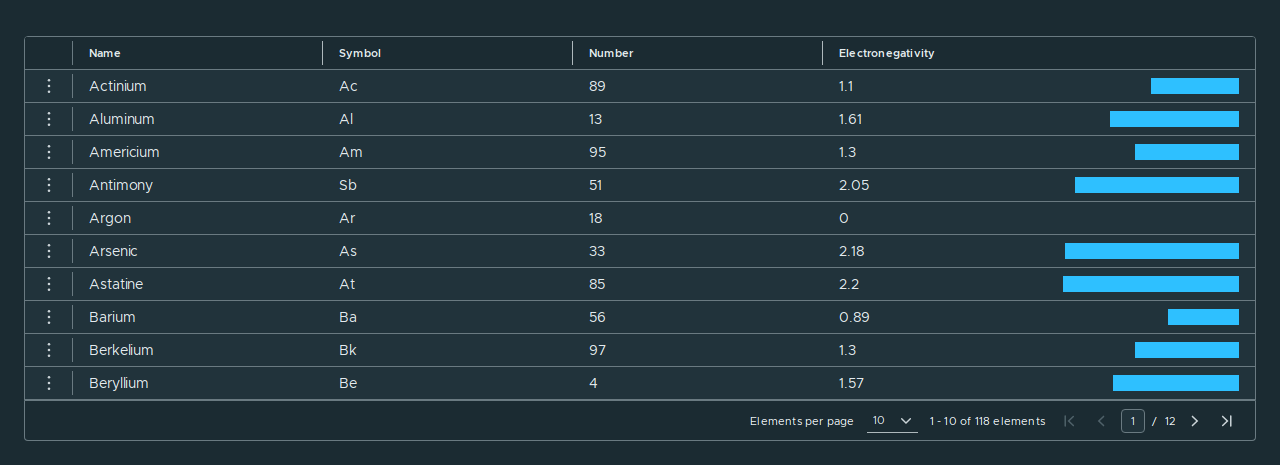 Name Symbol Number Electronegativity
Actinium Ac 89 1.1
Aluminum Al 13 1.61
Americium Am 95 1.3
Antimony Sb 51 2.05
Argon Ar 18 0
Arsenic As 33 2.18
Astatine At 85 2.2
Barium Ba 56 0.89
Berkelium Bk 97 1.3
Beryllium Be 4 1.57
Elements per page 10 1 - 10 of 118 elements 1 / 12